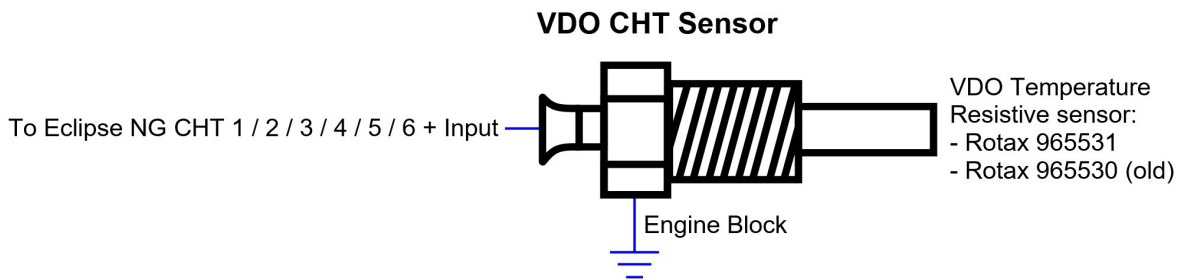 VDO CHT Sensor
To Eclipse NG CHT 1 / 2 / 3 / 4 / 5 / 6 + Input
VDO Temperature
Resistive sensor:
- Rotax 965531
- Rotax 965530 (old)
Engine Block